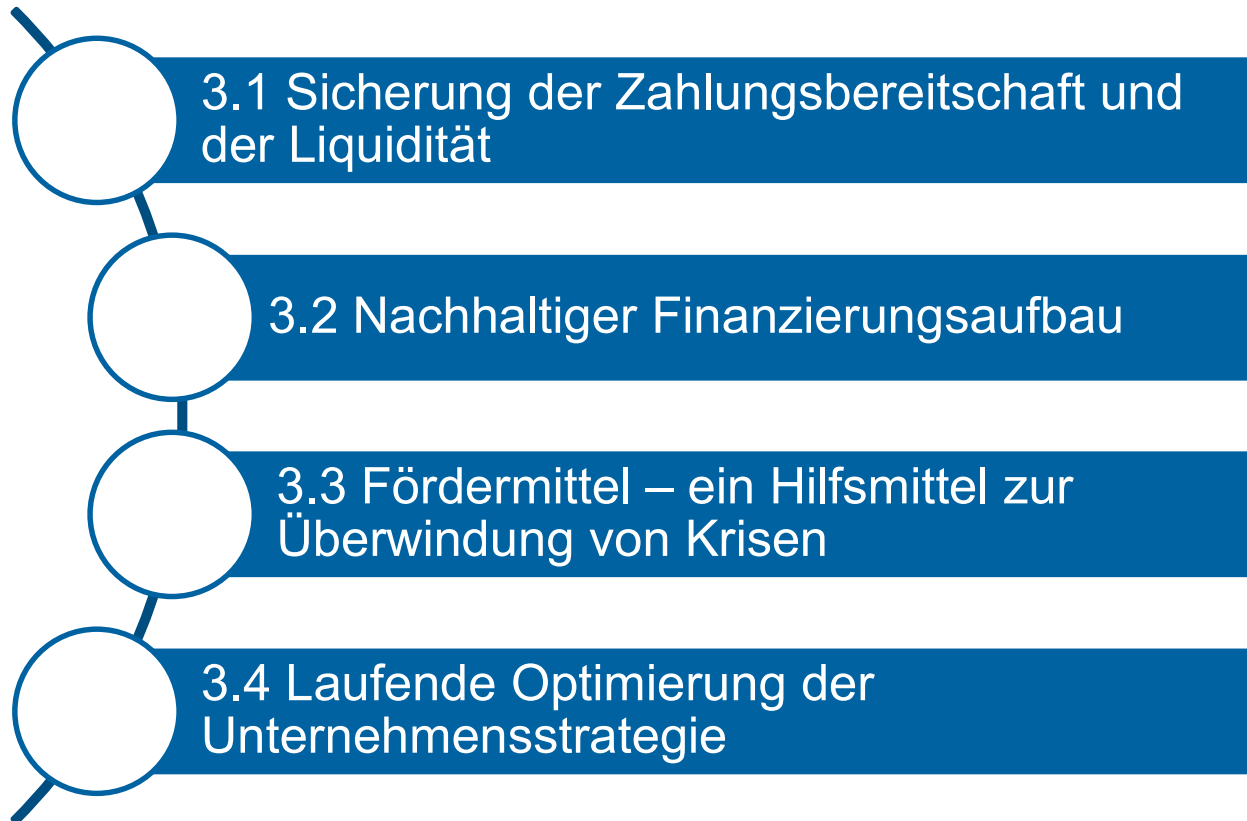 3.1 Sicherung der Zahlungsbereitschaft und
der Liquidität
3.2 Nachhaltiger Finanzierungsaufbau
3.3 Fördermittel – ein Hilfsmittel zur
Überwindung von Krisen
3.4 Laufende Optimierung der
Unternehmensstrategie